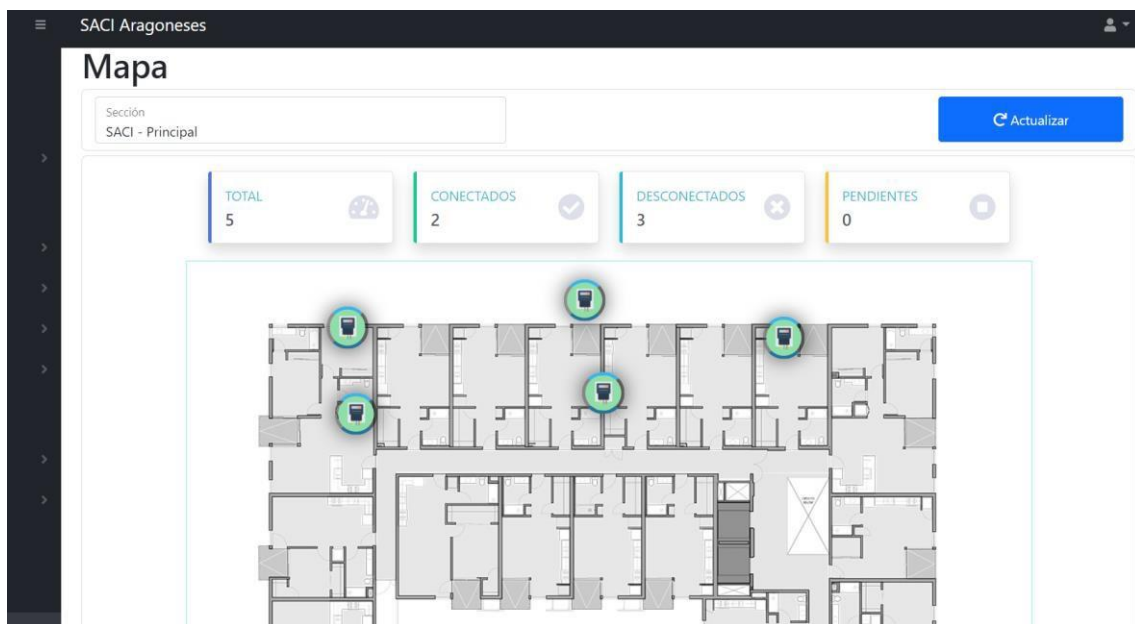 SACI Aragoneses
Mapa
Sección
SACI - Principal
Actualizar
TOTAL
5
CONECTADOS
2
DESCONECTADOS
3
PENDIENTES
0